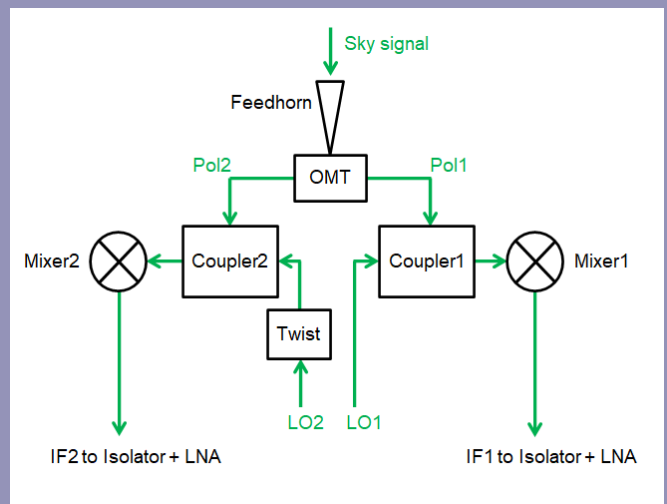 Sky signal
Feedhorn
Pol2
OMT
Pol1
Mixer2
Coupler2
Coupler1
Mixer1
Twist
LO2
LO1
IF2 to Isolator + LNA
IF1 to Isolator + LNA